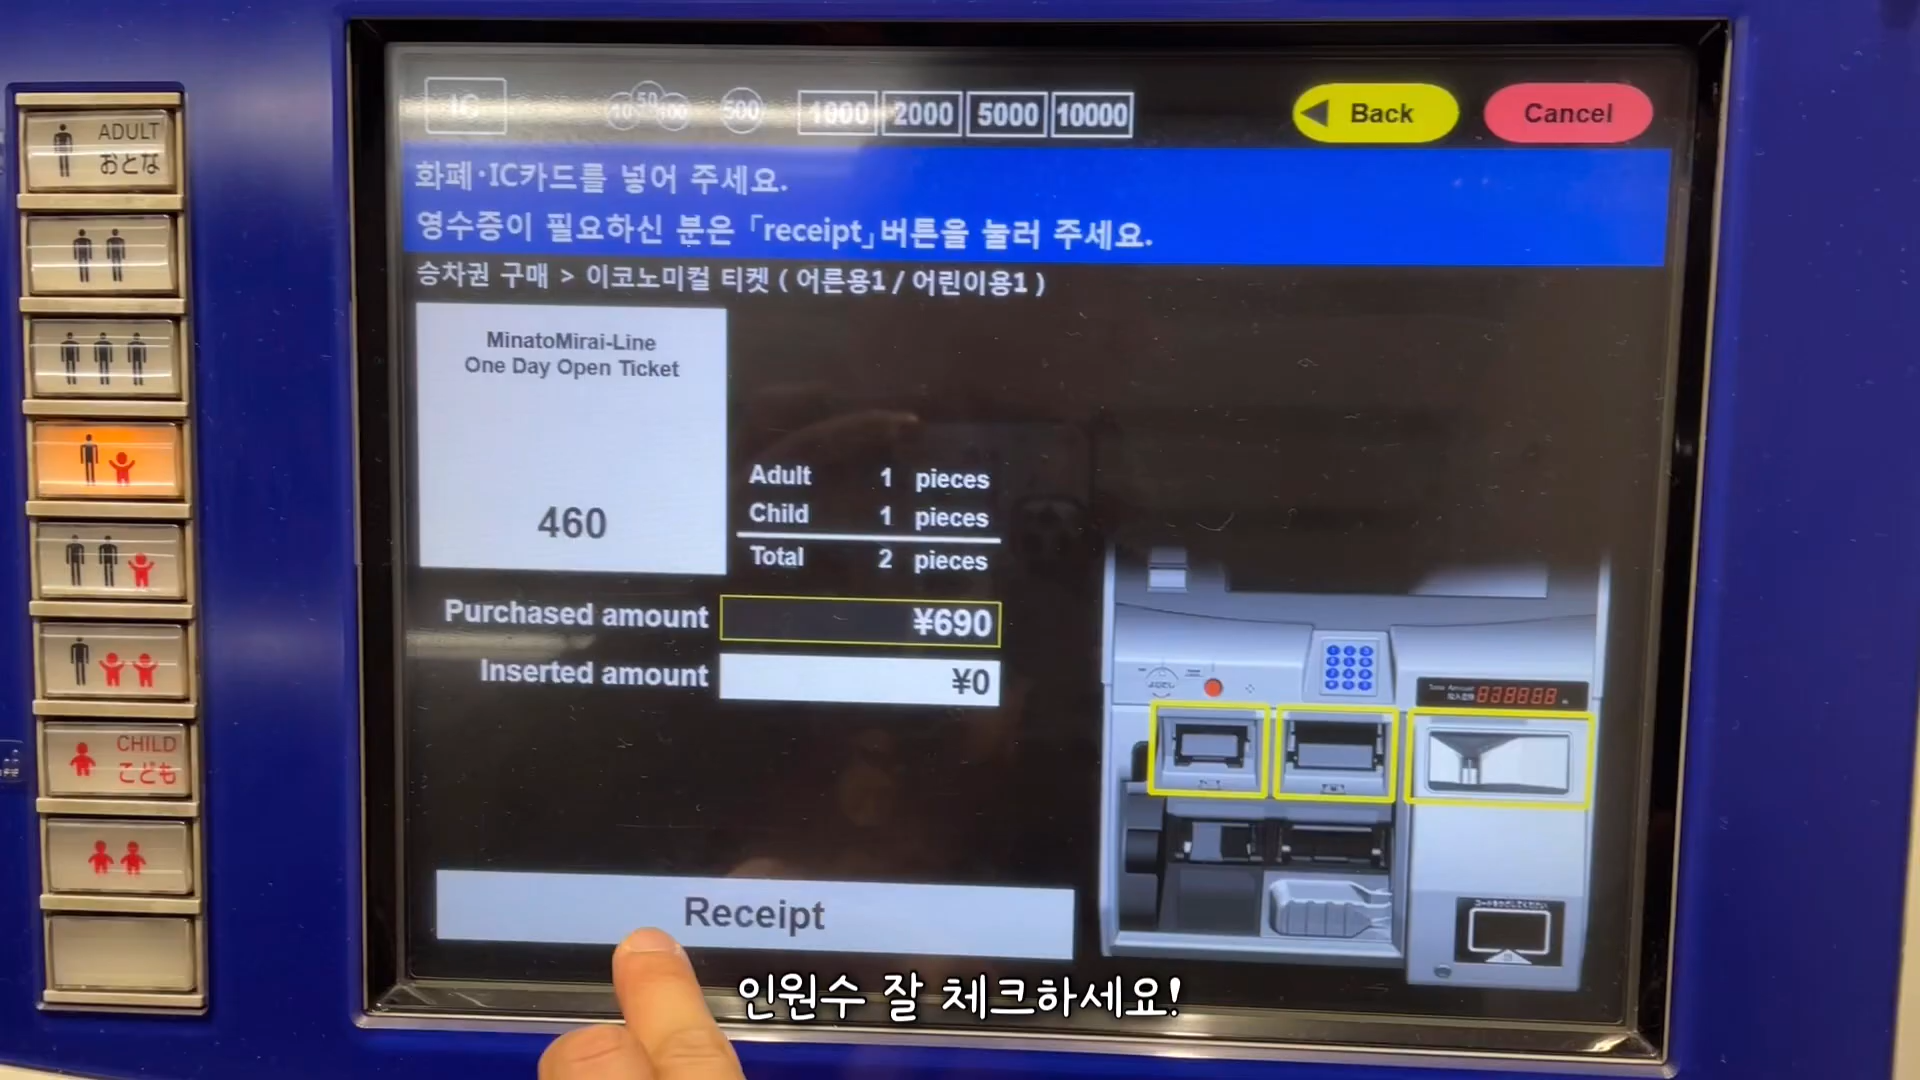 ADULT
おとな
CHILD
こども
IC
10 50 100 500 1000 2000 5000 10000
Back
Cancel
화폐·IC카드를 넣어 주세요.
영수증이 필요하신 분은 「receipt」버튼을 눌러 주세요.
승차권 구매 > 이코노미컬 티켓 ( 어른용1 / 어린이용1 )
MinatoMirai-Line
One Day Open Ticket
460
Adult 1 pieces
Child 1 pieces
Total 2 pieces
Purchased amount ¥690
Inserted amount ¥0
Receipt
인원수 잘 체크하세요!